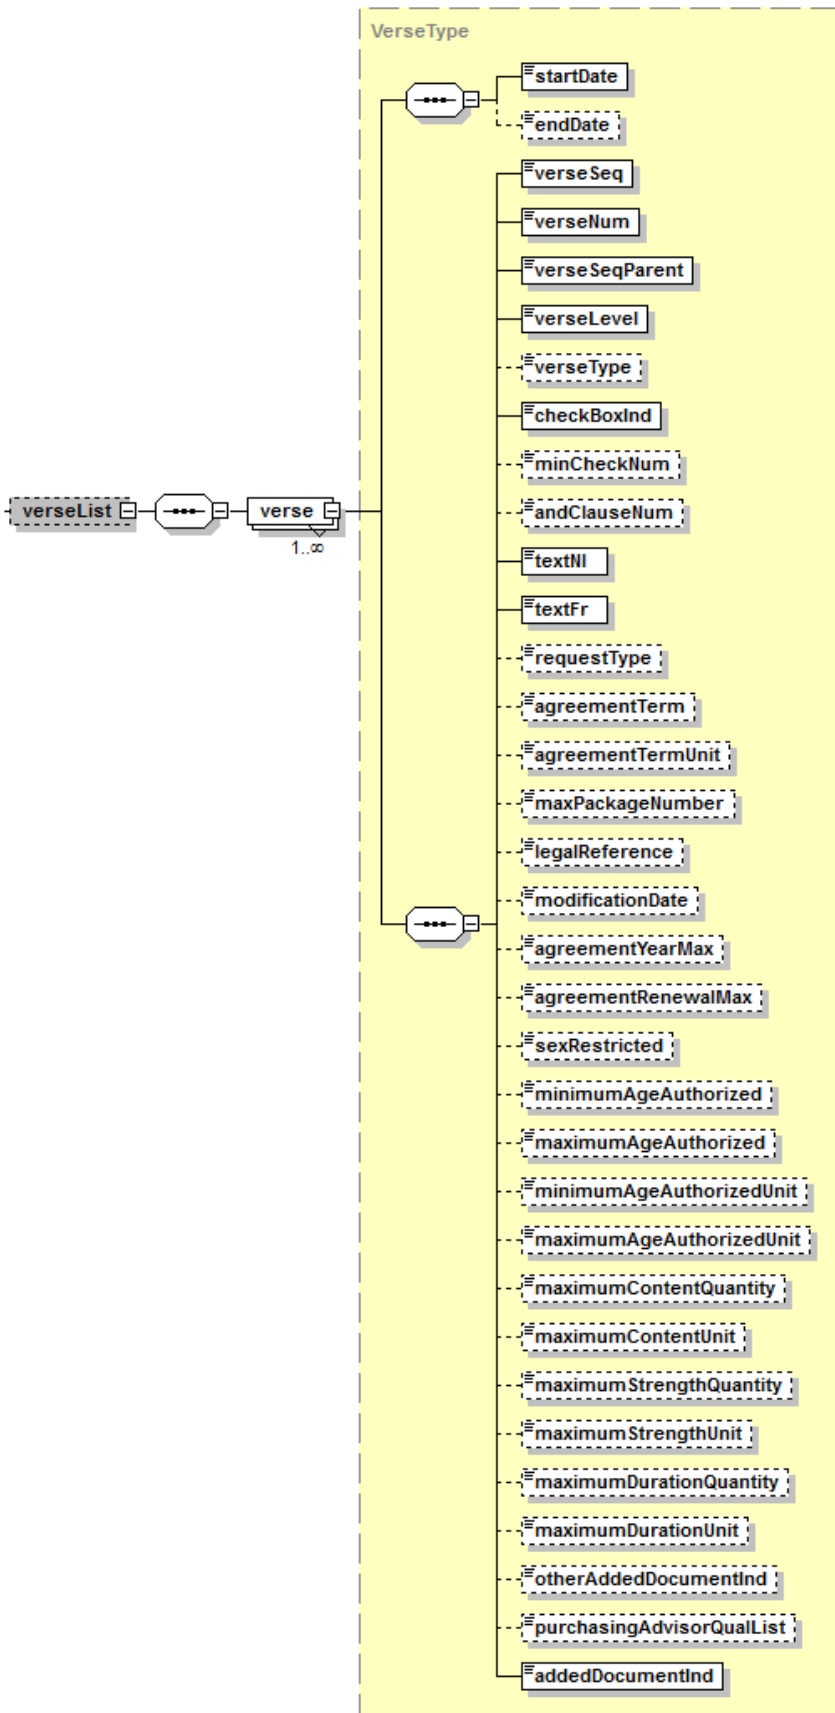 VerseType
startDate
endDate
verseSeq
verseNum
verseSeqParent
verseLevel
verseType
checkBoxInd
minCheckNum
verseList
verse
andClauseNum
1..∞
textNl
textFr
requestType
agreementTerm
agreementTermUnit
maxPackageNumber
legalReference
modificationDate
agreementYearMax
agreementRenewalMax
sexRestricted
minimumAgeAuthorized
maximumAgeAuthorized
minimumAgeAuthorizedUnit
maximumAgeAuthorizedUnit
maximumContentQuantity
maximumContentUnit
maximumStrengthQuantity
maximumStrengthUnit
maximumDurationQuantity
maximumDurationUnit
otherAddedDocumentInd
purchasingAdvisorQualList
addedDocumentInd